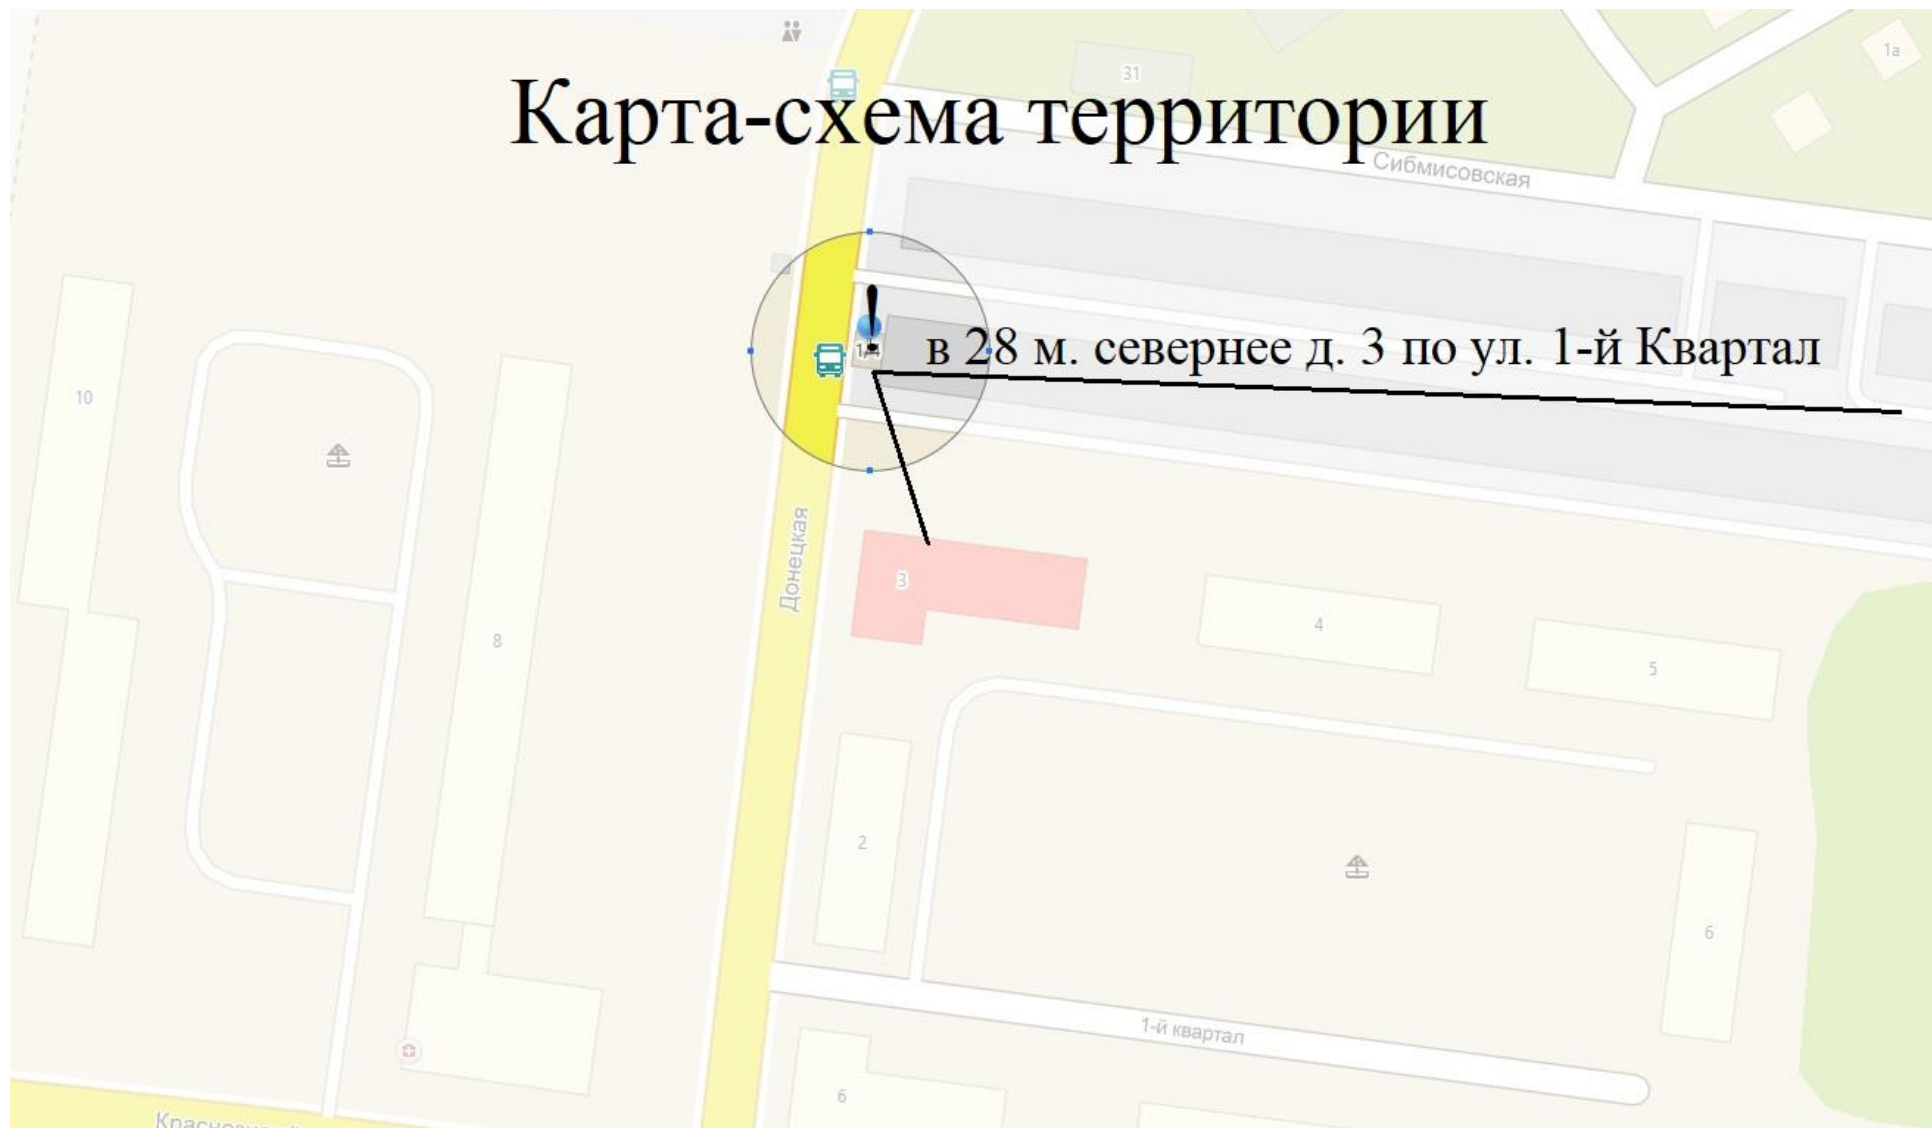 31
1а
Карта-схема территории
Сибмисовская
в 28 м. севернее д. 3 по ул. 1-й Квартал
10
Донецкая
3
4
8
5
2
6
1-й квартал
6